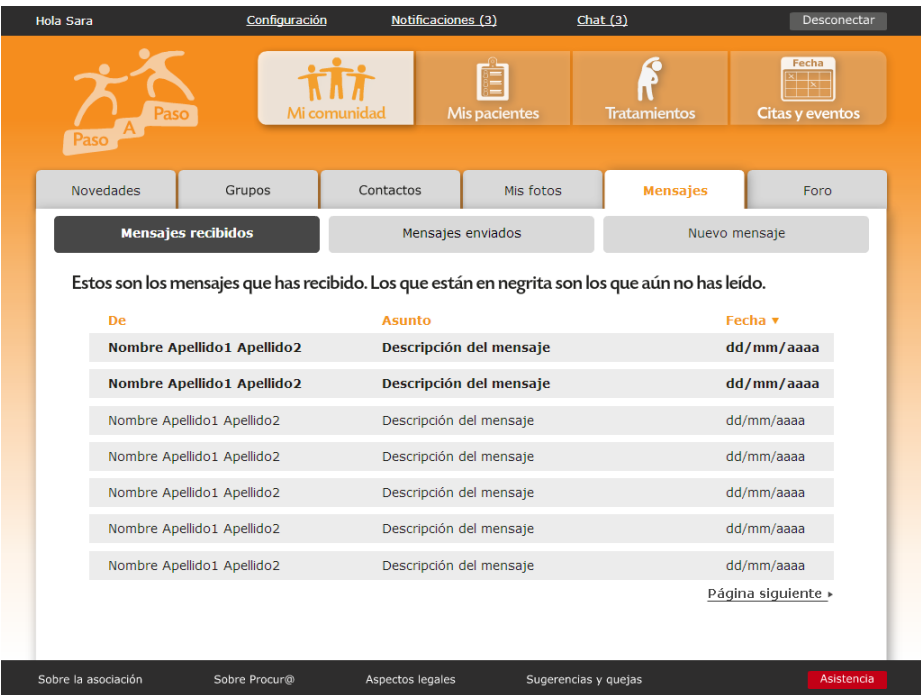 Hola Sara Configuración Notificaciones (3) Chat (3) Desconectar
Paso A Paso
Mi comunidad Mis pacientes Tratamientos Fecha Citas y eventos
Novedades Grupos Contactos Mis fotos Mensajes Foro
Mensajes recibidos Mensajes enviados Nuevo mensaje
Estos son los mensajes que has recibido. Los que están en negrita son los que aún no has leído.
De Asunto Fecha ▼
Nombre Apellido1 Apellido2 Descripción del mensaje dd/mm/aaaa
Nombre Apellido1 Apellido2 Descripción del mensaje dd/mm/aaaa
Nombre Apellido1 Apellido2 Descripción del mensaje dd/mm/aaaa
Nombre Apellido1 Apellido2 Descripción del mensaje dd/mm/aaaa
Nombre Apellido1 Apellido2 Descripción del mensaje dd/mm/aaaa
Nombre Apellido1 Apellido2 Descripción del mensaje dd/mm/aaaa
Nombre Apellido1 Apellido2 Descripción del mensaje dd/mm/aaaa
Página siguiente ▸
Sobre la asociación Sobre Procur@ Aspectos legales Sugerencias y quejas Asistencia